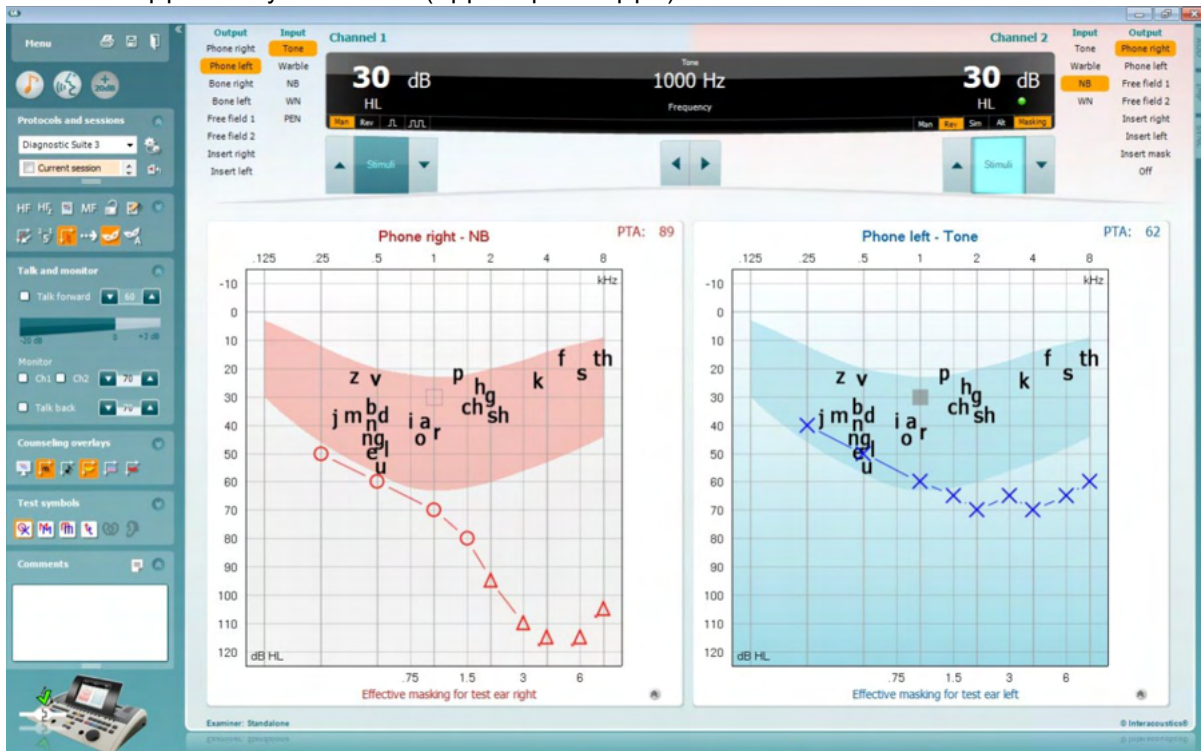 Menu
20dB
Protocols and sessions
Diagnostic Suite 3
Current session
HF HF₂ MF
Talk and monitor
Talk forward 60
-20 dB 0 +3 dB
Monitor
Ch1 Ch2 70
Talk back 70
Counseling overlays
Test symbols
Comments
Output Input
Phone right Tone
Phone left Warble
Bone right NB
Bone left WN
Free field 1 PEN
Free field 2
Insert right
Insert left
Channel 1
Channel 2
30 dB
HL
Man Rev
Tone
1000 Hz
Frequency
30 dB
HL
Man Rev Sim Alt Masking
Stimuli
Stimuli
Input Output
Tone Phone right
Warble Phone left
NB Free field 1
WN Free field 2
Insert right
Insert left
Insert mask
Off
Phone right - NB
PTA: 89
.125 .25 .5 1 2 4 8
kHz
-10
0
10
20
30
40
50
60
70
80
90
100
110
120
dB HL
z v p h g k f s th
j m b d n ng e l u i a o r ch sh
.75 1.5 3 6
Effective masking for test ear right
Phone left - Tone
PTA: 62
.125 .25 .5 1 2 4 8
kHz
-10
0
10
20
30
40
50
60
70
80
90
100
110
120
dB HL
z v p h g k f s th
j m b d n ng e l u i a o r ch sh
.75 1.5 3 6
Effective masking for test ear left
Examiner: Standalone
© Interacoustics®